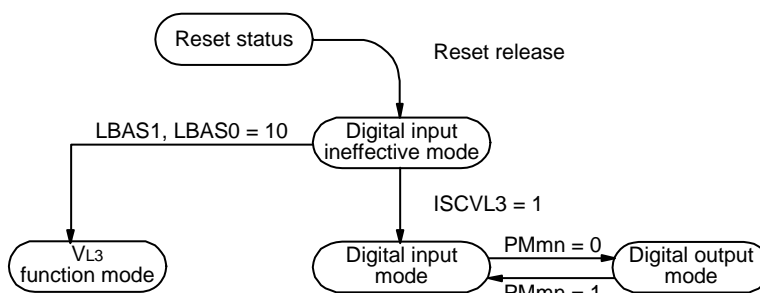 Reset status
Reset release
LBAS1, LBAS0 = 10
Digital input
ineffective mode
ISCVL3 = 1
VL3
function mode
Digital input
mode
PMmn = 0
PMmn = 1
Digital output
mode